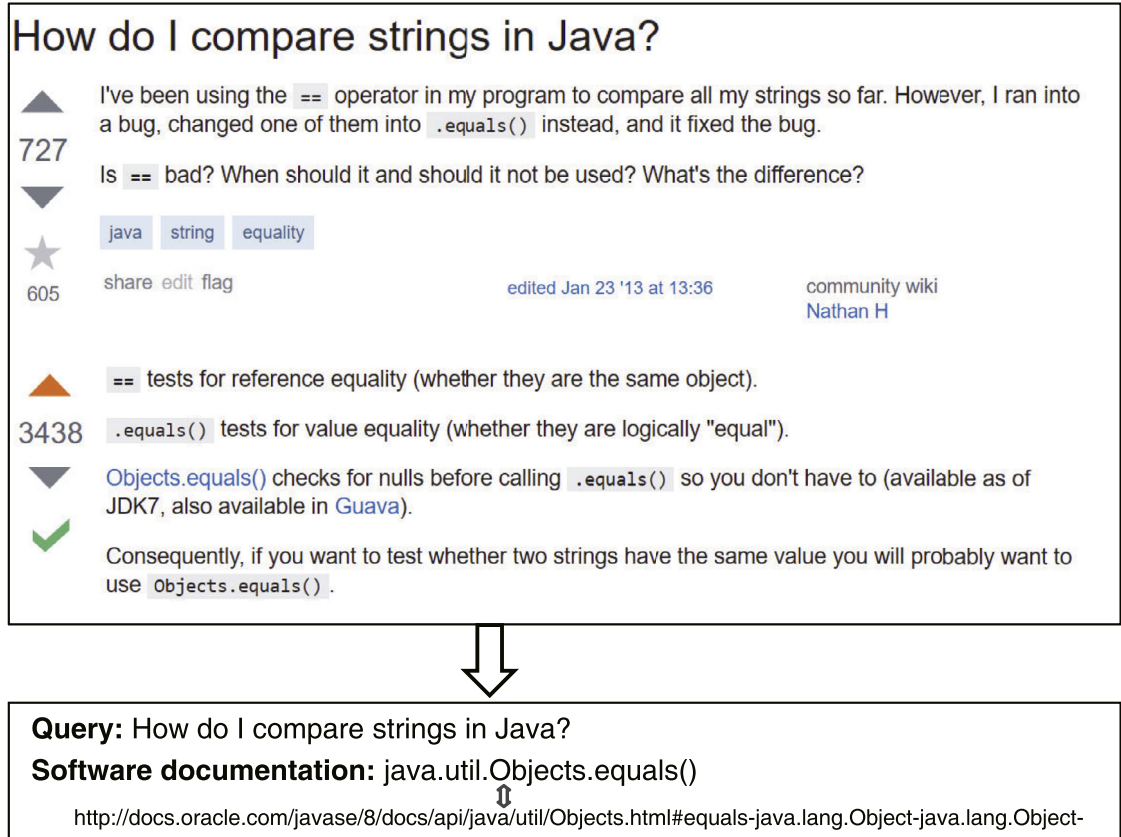 How do I compare strings in Java?
I've been using the == operator in my program to compare all my strings so far. However, I ran into
a bug, changed one of them into .equals() instead, and it fixed the bug.
727
Is == bad? When should it and should it not be used? What's the difference?
java string equality
605
share edit flag
edited Jan 23 '13 at 13:36
community wiki
Nathan H
== tests for reference equality (whether they are the same object).
3438
.equals() tests for value equality (whether they are logically "equal").
Objects.equals() checks for nulls before calling .equals() so you don't have to (available as of
JDK7, also available in Guava).
Consequently, if you want to test whether two strings have the same value you will probably want to
use Objects.equals().
Query: How do I compare strings in Java?
Software documentation: java.util.Objects.equals()
http://docs.oracle.com/javase/8/docs/api/java/util/Objects.html#equals-java.lang.Object-java.lang.Object-